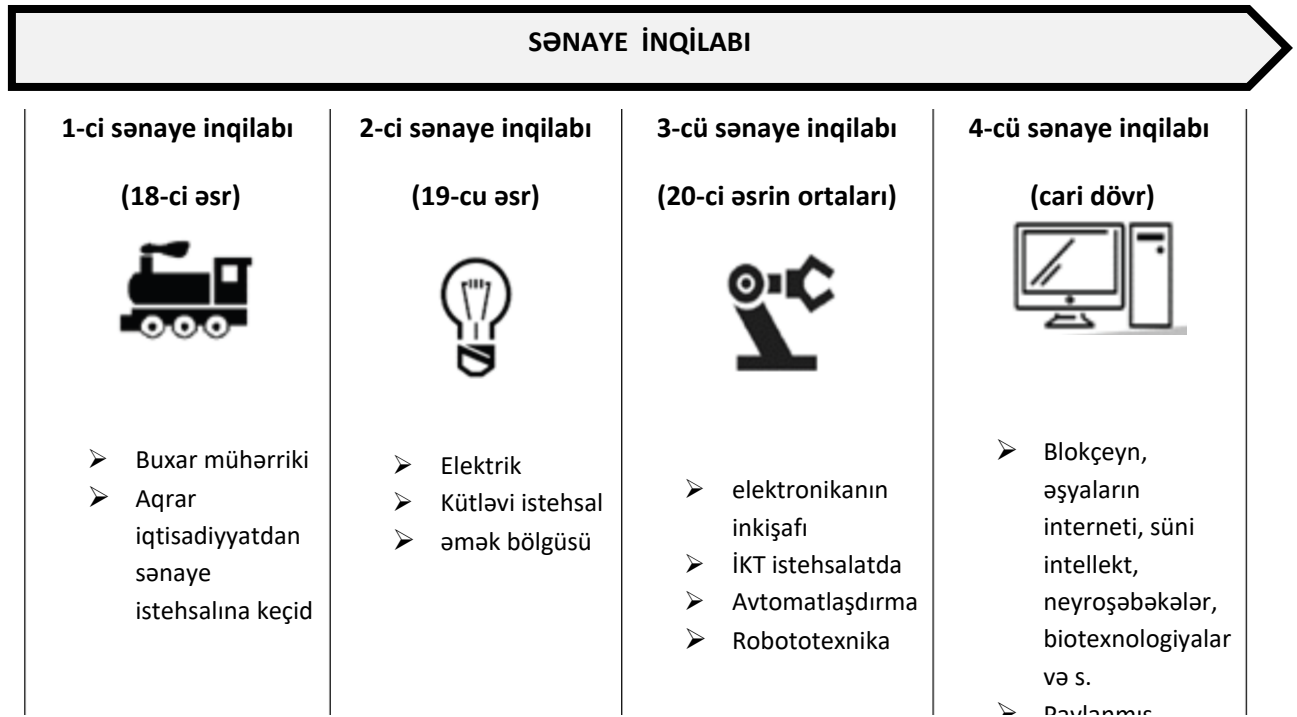 SƏNAYE İNQİLABI
1-ci sənaye inqilabı
(18-ci əsr)
Buxar mühərriki
Aqrar
iqtisadiyyatdan
sənaye
istehsalına keçid
2-ci sənaye inqilabı
(19-cu əsr)
Elektrik
Kütləvi istehsal
əmək bölgüsü
3-cü sənaye inqilabı
(20-ci əsrin ortaları)
elektronikanın
inkişafı
İKT istehsalatda
Avtomatlaşdırma
Robototexnika
4-cü sənaye inqilabı
(cari dövr)
Blokçeyn,
əşyaların
interneti, süni
intellekt,
neyroşəbəkələr,
biotexnologiyalar
və s.